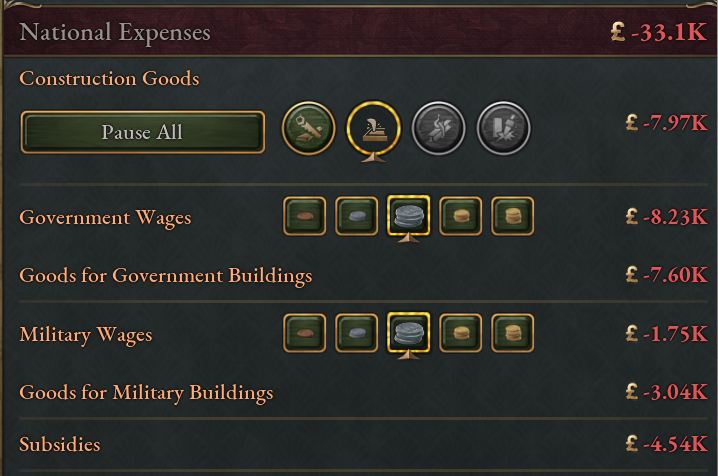 National Expenses £ -33.1K
Construction Goods
Pause All £ -7.97K
Government Wages £ -8.23K
Goods for Government Buildings £ -7.60K
Military Wages £ -1.75K
Goods for Military Buildings £ -3.04K
Subsidies £ -4.54K